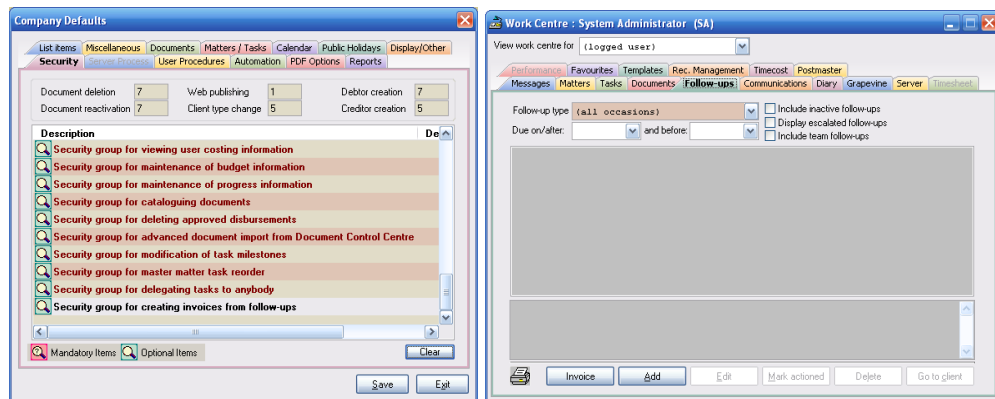 Company Defaults
List items Miscellaneous Documents Matters / Tasks Calendar Public Holidays Display/Other
Security Server Process User Procedures Automation PDF Options Reports
Document deletion 7 Web publishing 1 Debtor creation 7
Document reactivation 7 Client type change 5 Creditor creation 5
Description De
Security group for viewing user costing information
Security group for maintenance of budget information
Security group for maintenance of progress information
Security group for cataloguing documents
Security group for deleting approved disbursements
Security group for advanced document import from Document Control Centre
Security group for modification of task milestones
Security group for master matter task reorder
Security group for delegating tasks to anybody
Security group for creating invoices from follow-ups
Mandatory Items Optional Items Clear
Save Exit
Work Centre : System Administrator (SA)
View work centre for (logged user)
Performance Favourites Templates Rec. Management Timecost Postmaster
Messages Matters Tasks Documents Follow-ups Communications Diary Grapevine Server Timesheet
Follow-up type (all occasions) Include inactive follow-ups
Display escalated follow-ups
Due on/after: and before: Include team follow-ups
Invoice Add Edit Mark actioned Delete Go to client